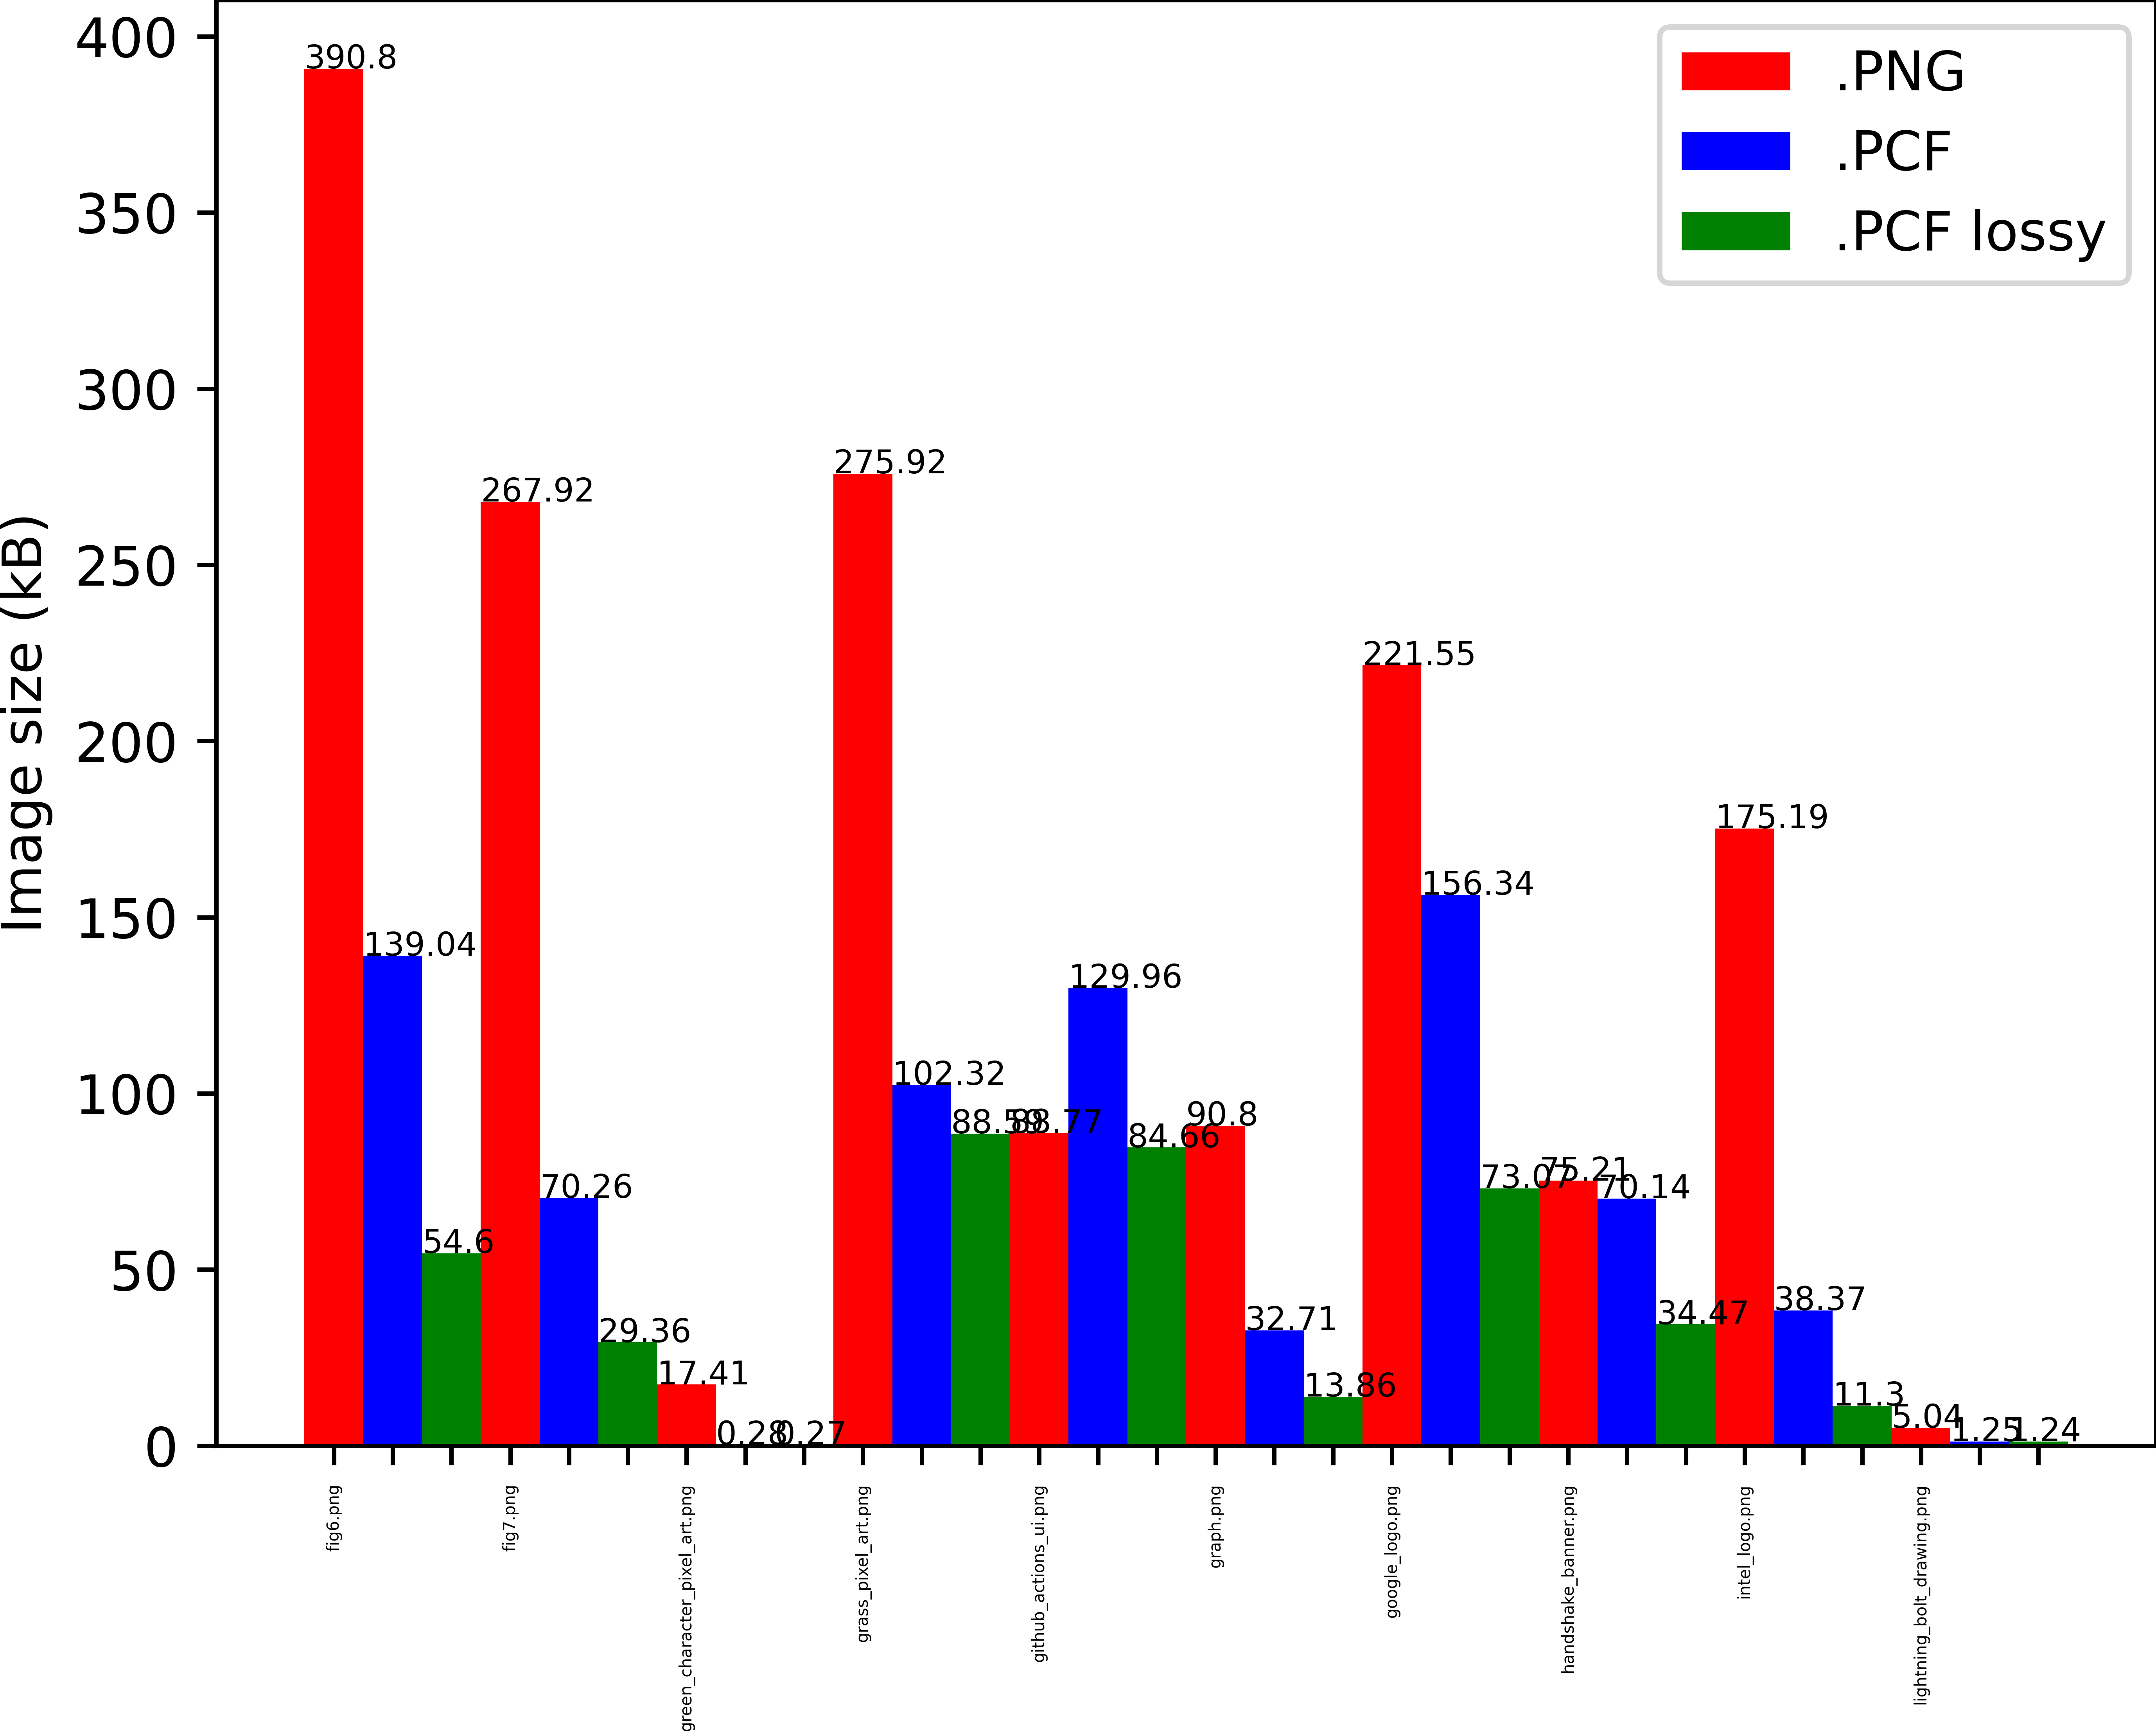 400
350
300
250
200
150
100
50
0
Image size (kB)
.PNG
.PCF
.PCF lossy
390.8
139.04
54.6
267.92
70.26
29.36
17.41
0.28
0.27
275.92
102.32
88.59
88.77
129.96
84.66
90.8
32.71
13.86
221.55
156.34
73.07
75.21
70.14
34.47
175.19
38.37
11.3
5.04
1.25
1.24
fig6.png
fig7.png
green_character_pixel_art.png
grass_pixel_art.png
github_actions_ui.png
graph.png
google_logo.png
handshake_banner.png
intel_logo.png
lightning_bolt_drawing.png